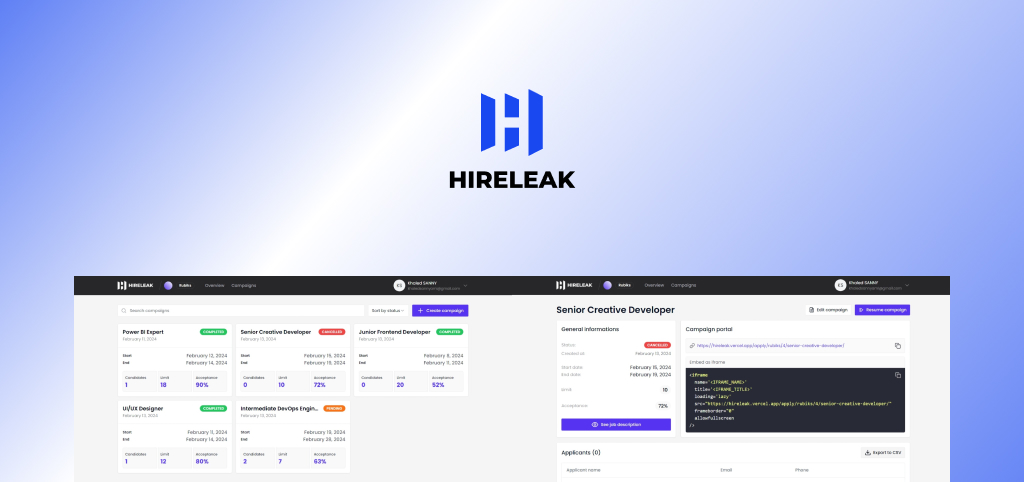 HIRELEAK
HIRELEAK
Rubiks
Overview
Campaigns
KS
Khaled SANNY
Search campaigns
Sort by status
+ Create campaign
Power BI Expert
COMPLETED
February 11, 2024
Start
February 12, 2024
End
February 14, 2024
Candidates
Limit
Acceptance
1
18
90%
Senior Creative Developer
CANCELLED
February 13, 2024
Start
February 15, 2024
End
February 19, 2024
Candidates
Limit
Acceptance
0
10
72%
Junior Frontend Developer
COMPLETED
February 13, 2024
Start
February 8, 2024
End
February 11, 2024
Candidates
Limit
Acceptance
0
20
52%
UI/UX Designer
COMPLETED
February 13, 2024
Start
February 11, 2024
End
February 14, 2024
Candidates
Limit
Acceptance
1
12
80%
Intermediate DevOps Engin...
PENDING
February 13, 2024
Start
February 19, 2024
End
February 28, 2024
Candidates
Limit
Acceptance
2
7
63%
HIRELEAK
Rubiks
Overview
Campaigns
KS
Khaled SANNY
Senior Creative Developer
Edit campaign
Resume campaign
General Informations
Status
CANCELLED
Created at
February 13, 2024
Start date
February 15, 2024
End date
February 19, 2024
Limit
10
Acceptance
72%
See job description
Campaign portal
https://hireleak.vercel.app/apply/rubiks/4/senior-creative-developer/
Embed as iframe
<iframe
name='<IFRAME_NAME>'
title='<IFRAME_TITLE>'
loading='lazy'
src="https://hireleak.vercel.app/apply/rubiks/4/senior-creative-developer/"
frameborder="0"
allowfullscreen
/>
Applicants (0)
Export to CSV
Applicant name
Email
Phone